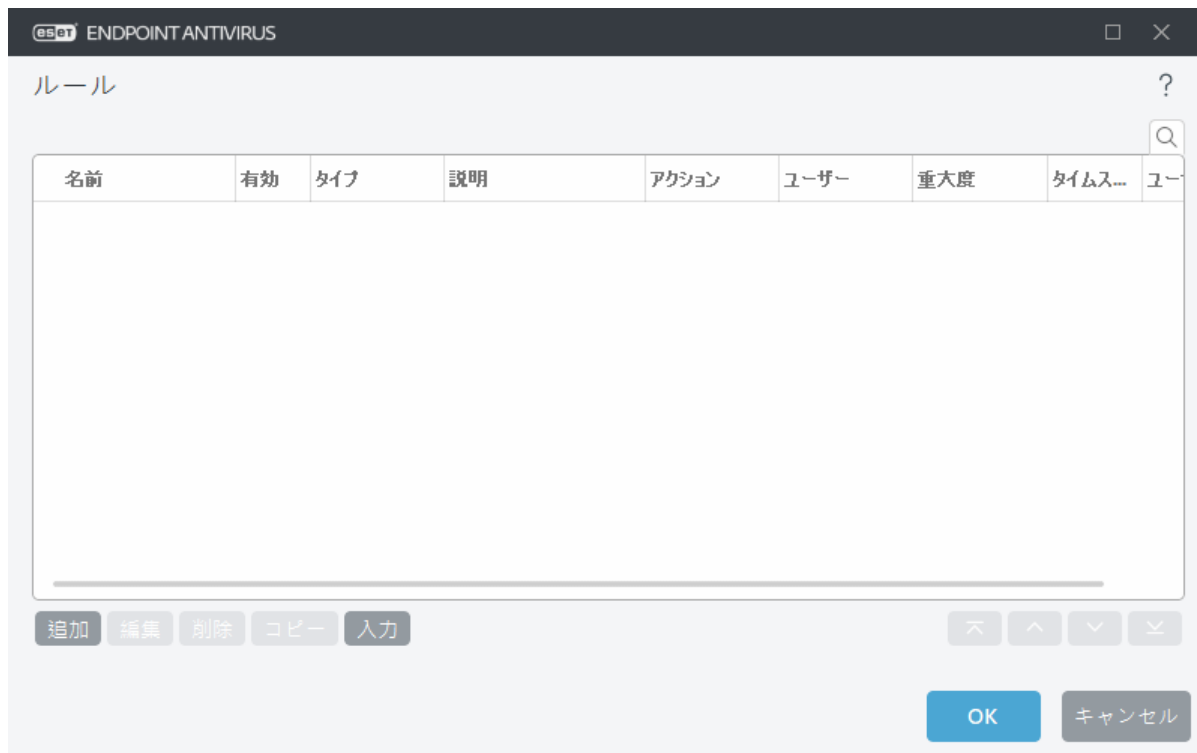 eset ENDPOINT ANTIVIRUS
ルール
?
名前 有効 タイプ 説明 アクション ユーザー 重大度 タイムス... ユー
追加 編集 削除 コピー 入力
OK キャンセル